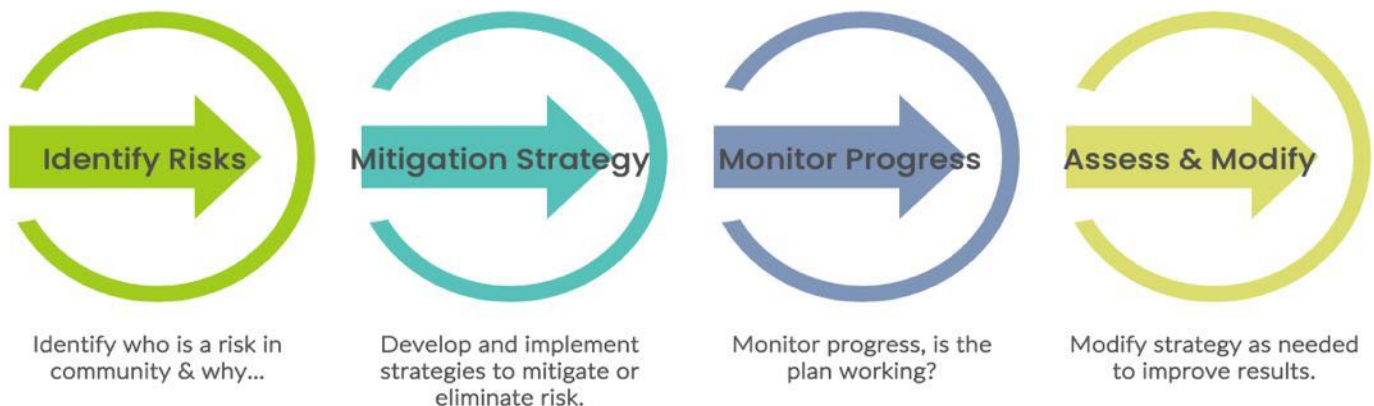 Identify Risks
Mitigation Strategy
Monitor Progress
Assess & Modify
Identify who is a risk in
community & why...
Develop and implement
strategies to mitigate or
eliminate risk.
Monitor progress, is the
plan working?
Modify strategy as needed
to improve results.